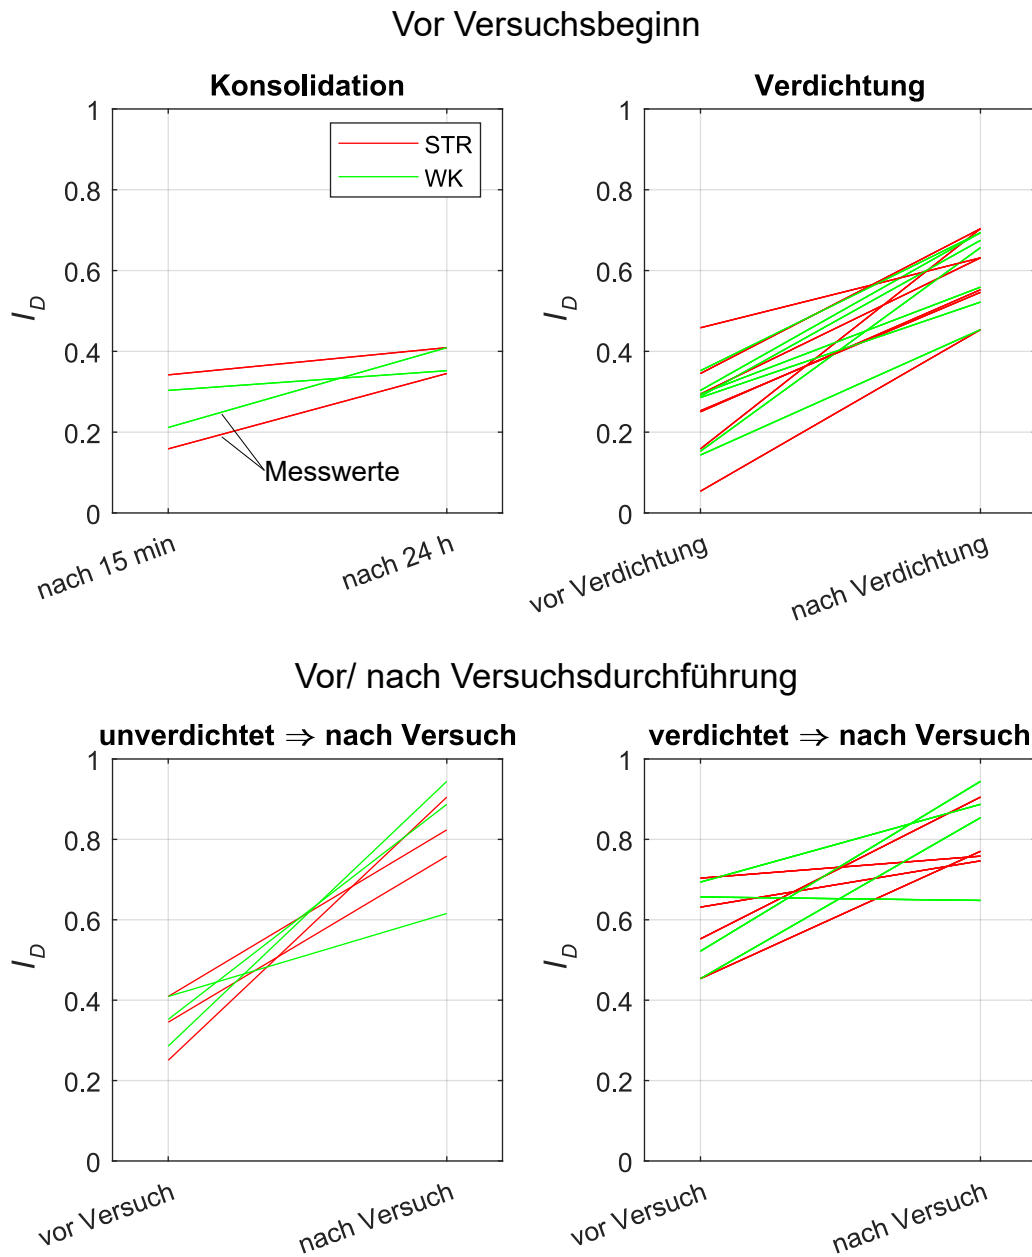 Vor Versuchsbeginn
Konsolidation
1
0.8
0.6
0.4
0.2
0
I_D
STR
WK
Messwerte
nach 15 min
nach 24 h
Verdichtung
1
0.8
0.6
0.4
0.2
0
I_D
vor Verdichtung
nach Verdichtung
Vor/ nach Versuchsdurchführung
unverdichtet ⇒ nach Versuch
1
0.8
0.6
0.4
0.2
0
I_D
vor Versuch
nach Versuch
verdichtet ⇒ nach Versuch
1
0.8
0.6
0.4
0.2
0
I_D
vor Versuch
nach Versuch